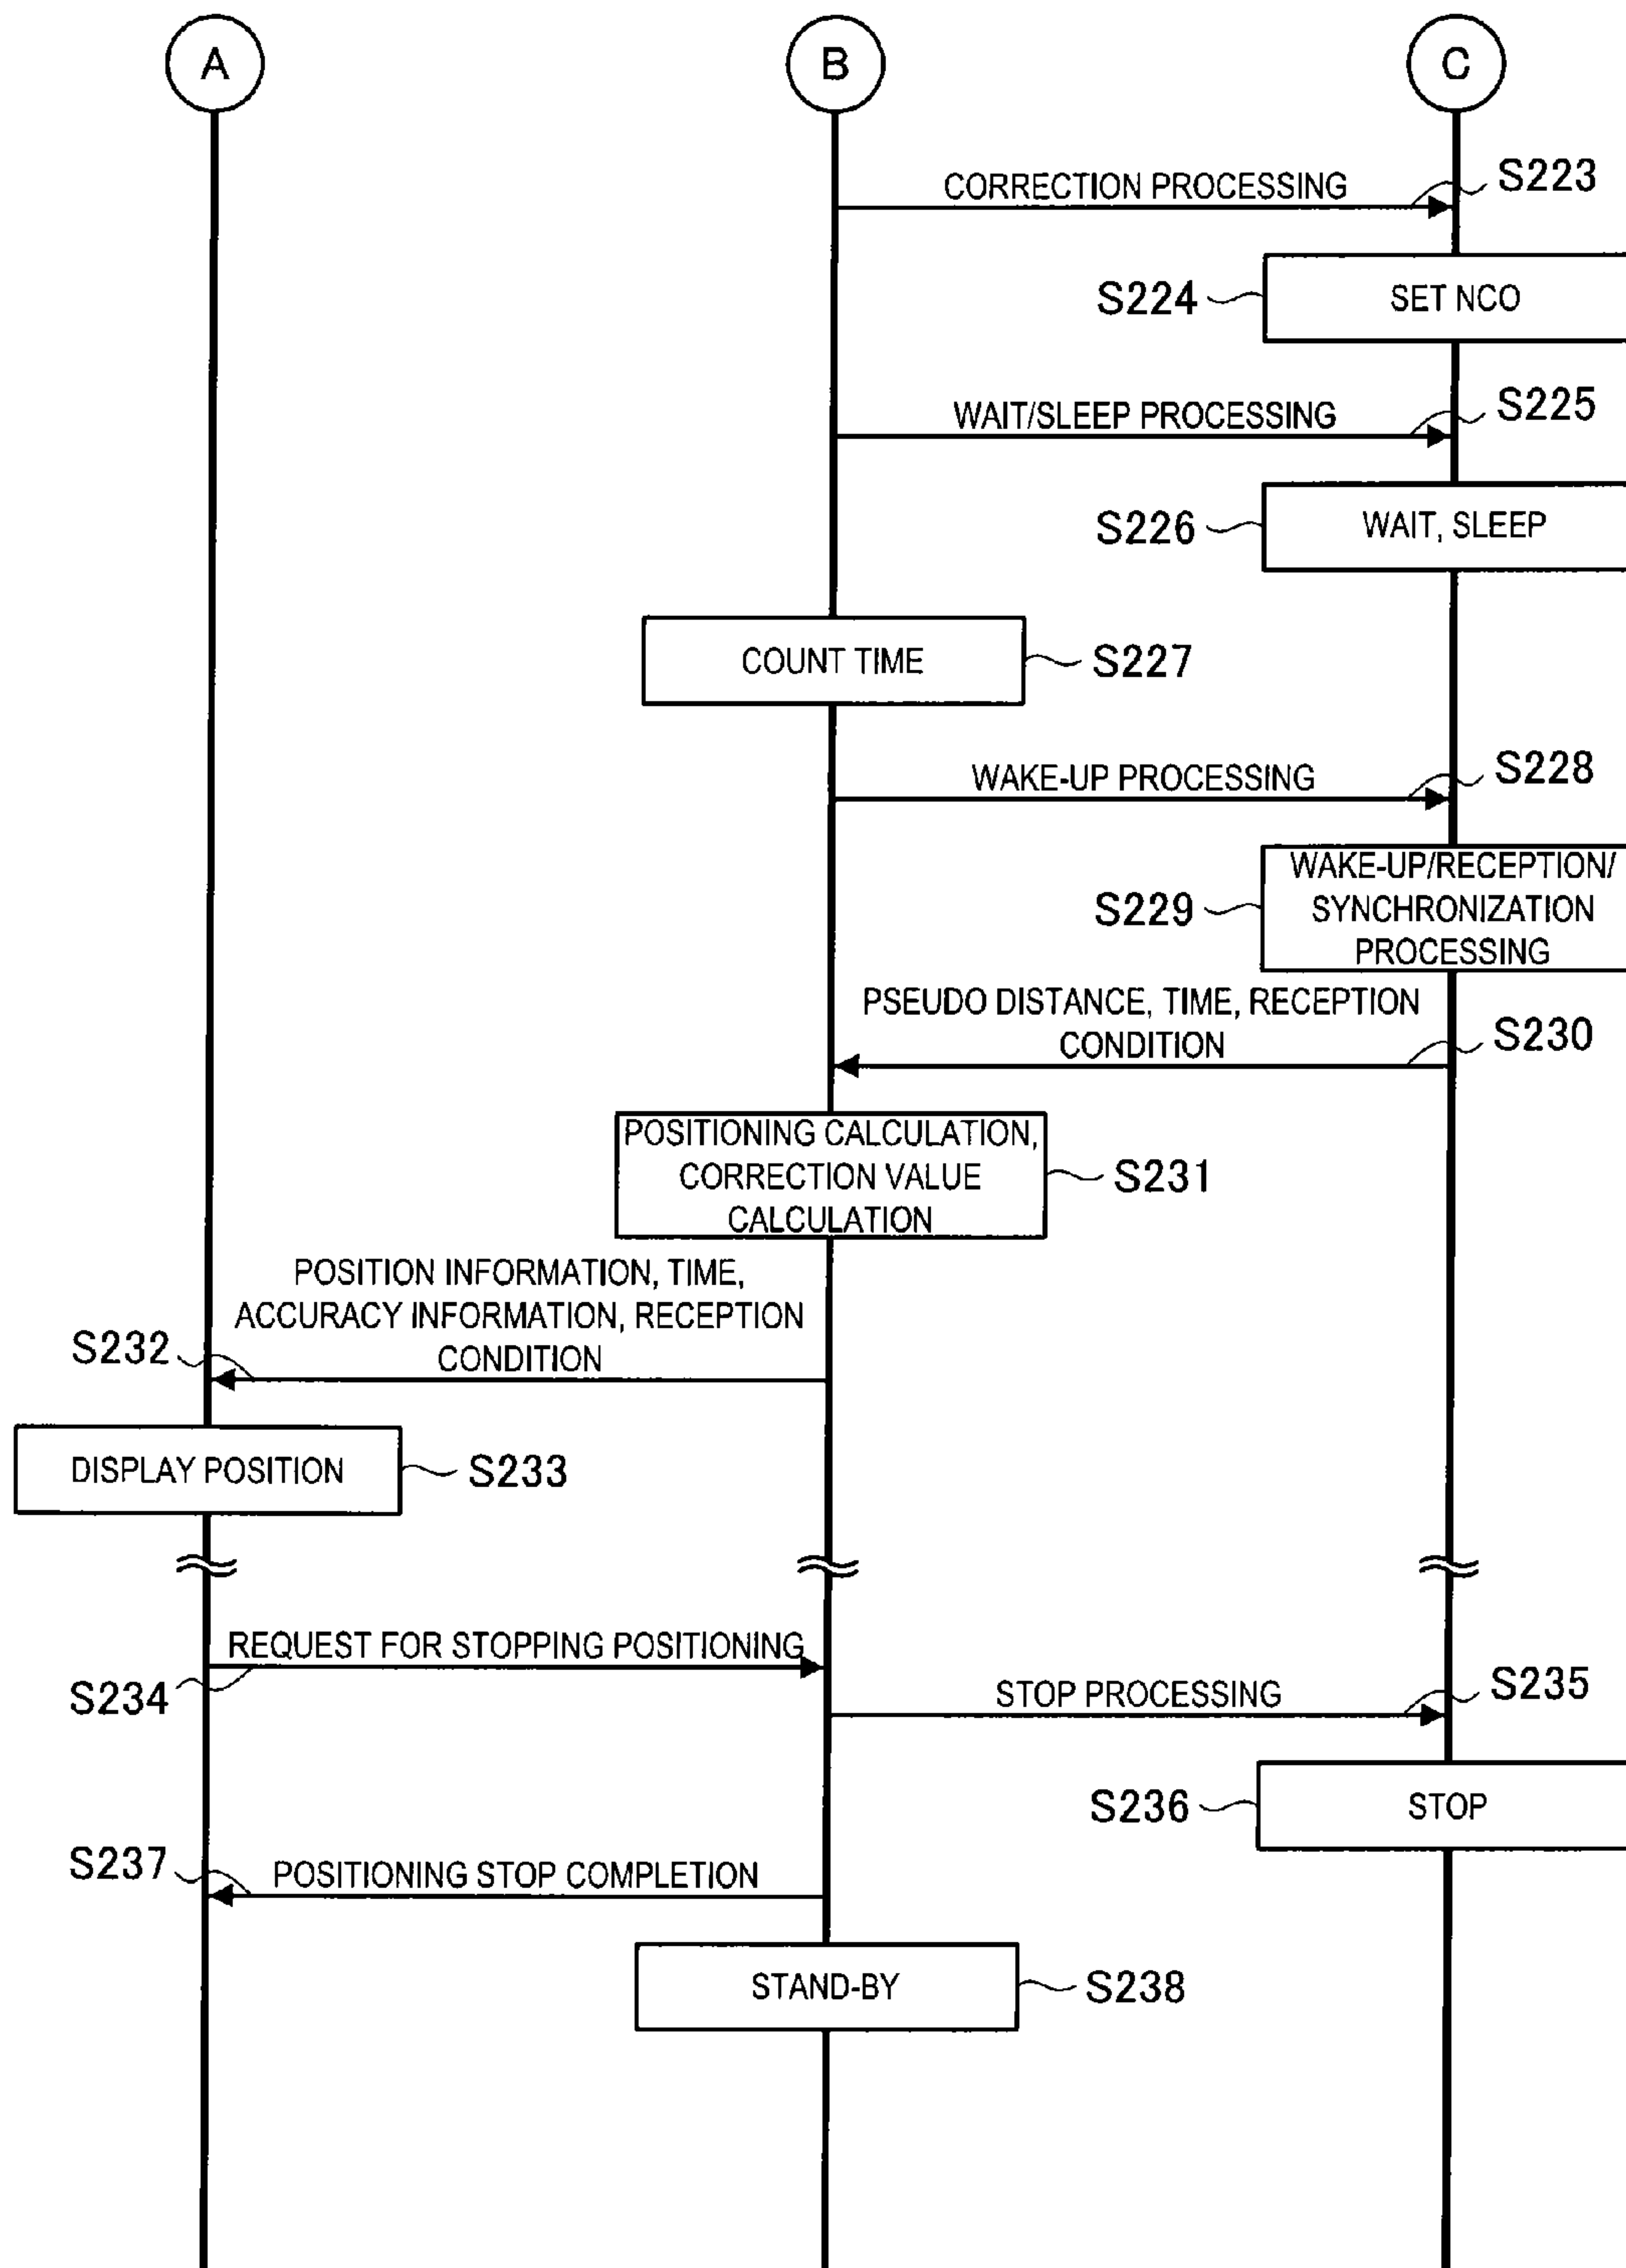 A
B
C
CORRECTION PROCESSING
S223
S224
SET NCO
WAIT/SLEEP PROCESSING
S225
S226
WAIT, SLEEP
COUNT TIME
S227
WAKE-UP PROCESSING
S228
S229
WAKE-UP/RECEPTION/
SYNCHRONIZATION
PROCESSING
PSEUDO DISTANCE, TIME, RECEPTION
CONDITION
S230
POSITIONING CALCULATION,
CORRECTION VALUE
CALCULATION
S231
POSITION INFORMATION, TIME,
ACCURACY INFORMATION, RECEPTION
CONDITION
S232
DISPLAY POSITION
S233
REQUEST FOR STOPPING POSITIONING
S234
STOP PROCESSING
S235
S236
STOP
S237
POSITIONING STOP COMPLETION
STAND-BY
S238